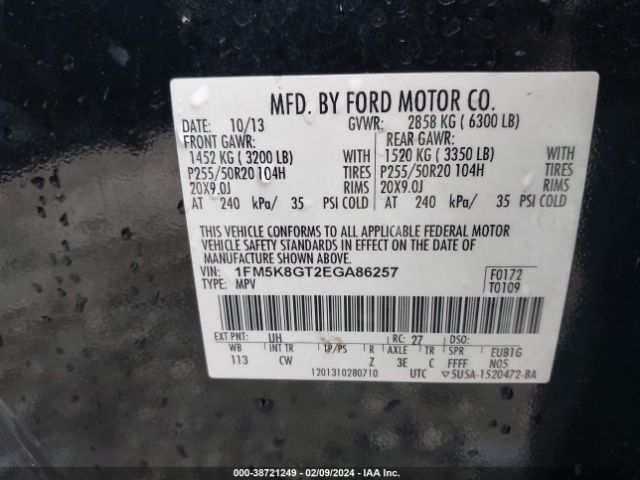 MFD. BY FORD MOTOR CO.
DATE: 10/13 GVWR: 2858 KG ( 6300 LB)
FRONT GAWR: REAR GAWR:
1452 KG ( 3200 LB) WITH 1520 KG ( 3350 LB) WITH
P255/50R20 104H TIRES P255/50R20 104H TIRES
20X9.0J RIMS 20X9.0J RIMS
AT 240 kPa/ 35 PSI COLD AT 240 kPa/ 35 PSI COLD
THIS VEHICLE CONFORMS TO ALL APPLICABLE FEDERAL MOTOR
VEHICLE SAFETY STANDARDS IN EFFECT ON THE DATE OF
MANUFACTURE SHOWN ABOVE.
VIN: 1FM5K8GT2EGA86257 F0172
TYPE: MPV T0109
EXT PNT: UH RC: 27 DSO:
WB INT TR TP/PS R AXLE TR SPR EUB1G
113 CW Z 3E C FFFF N05
1201310280710 UTC 5U5A-1520472-BA
000-38721249 - 02/09/2024 - IAA Inc.